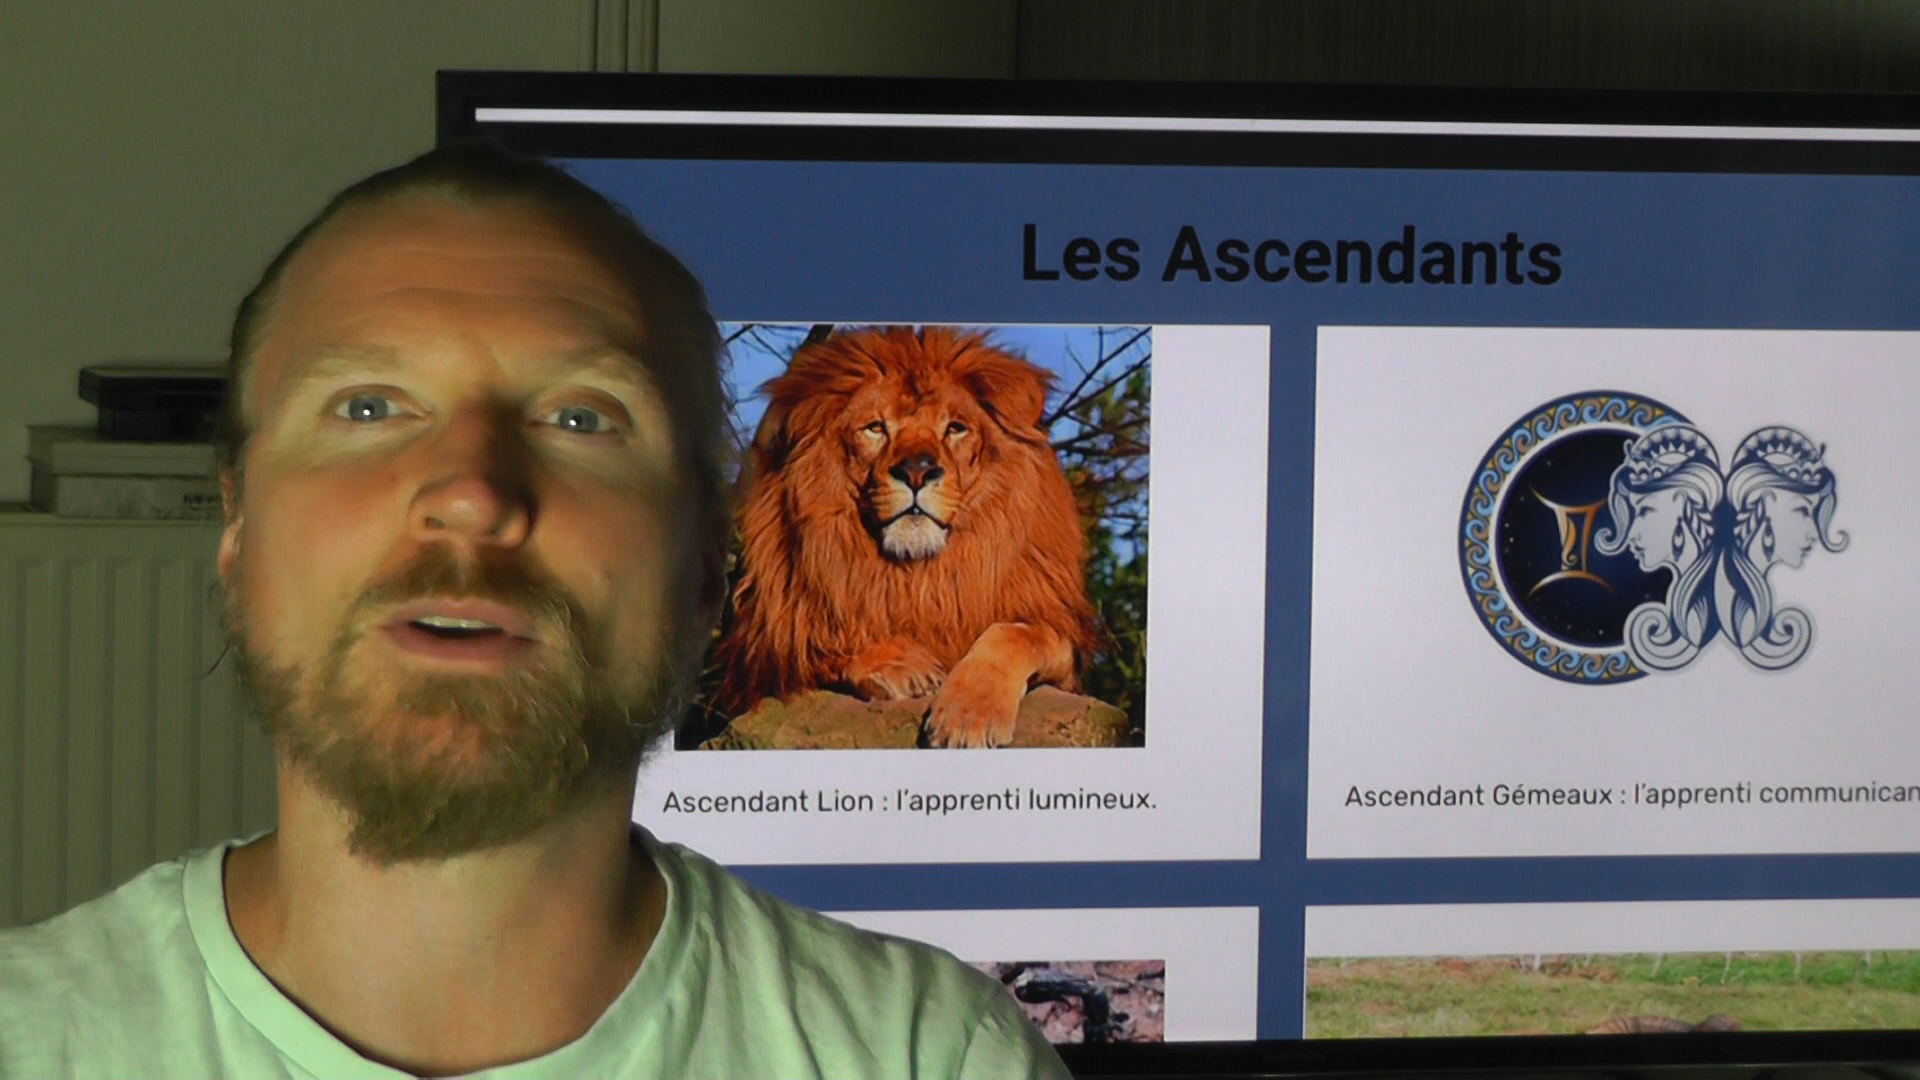 Les Ascendants
Ascendant Lion : l'apprenti lumineux.
Ascendant Gémeaux : l'apprenti communican